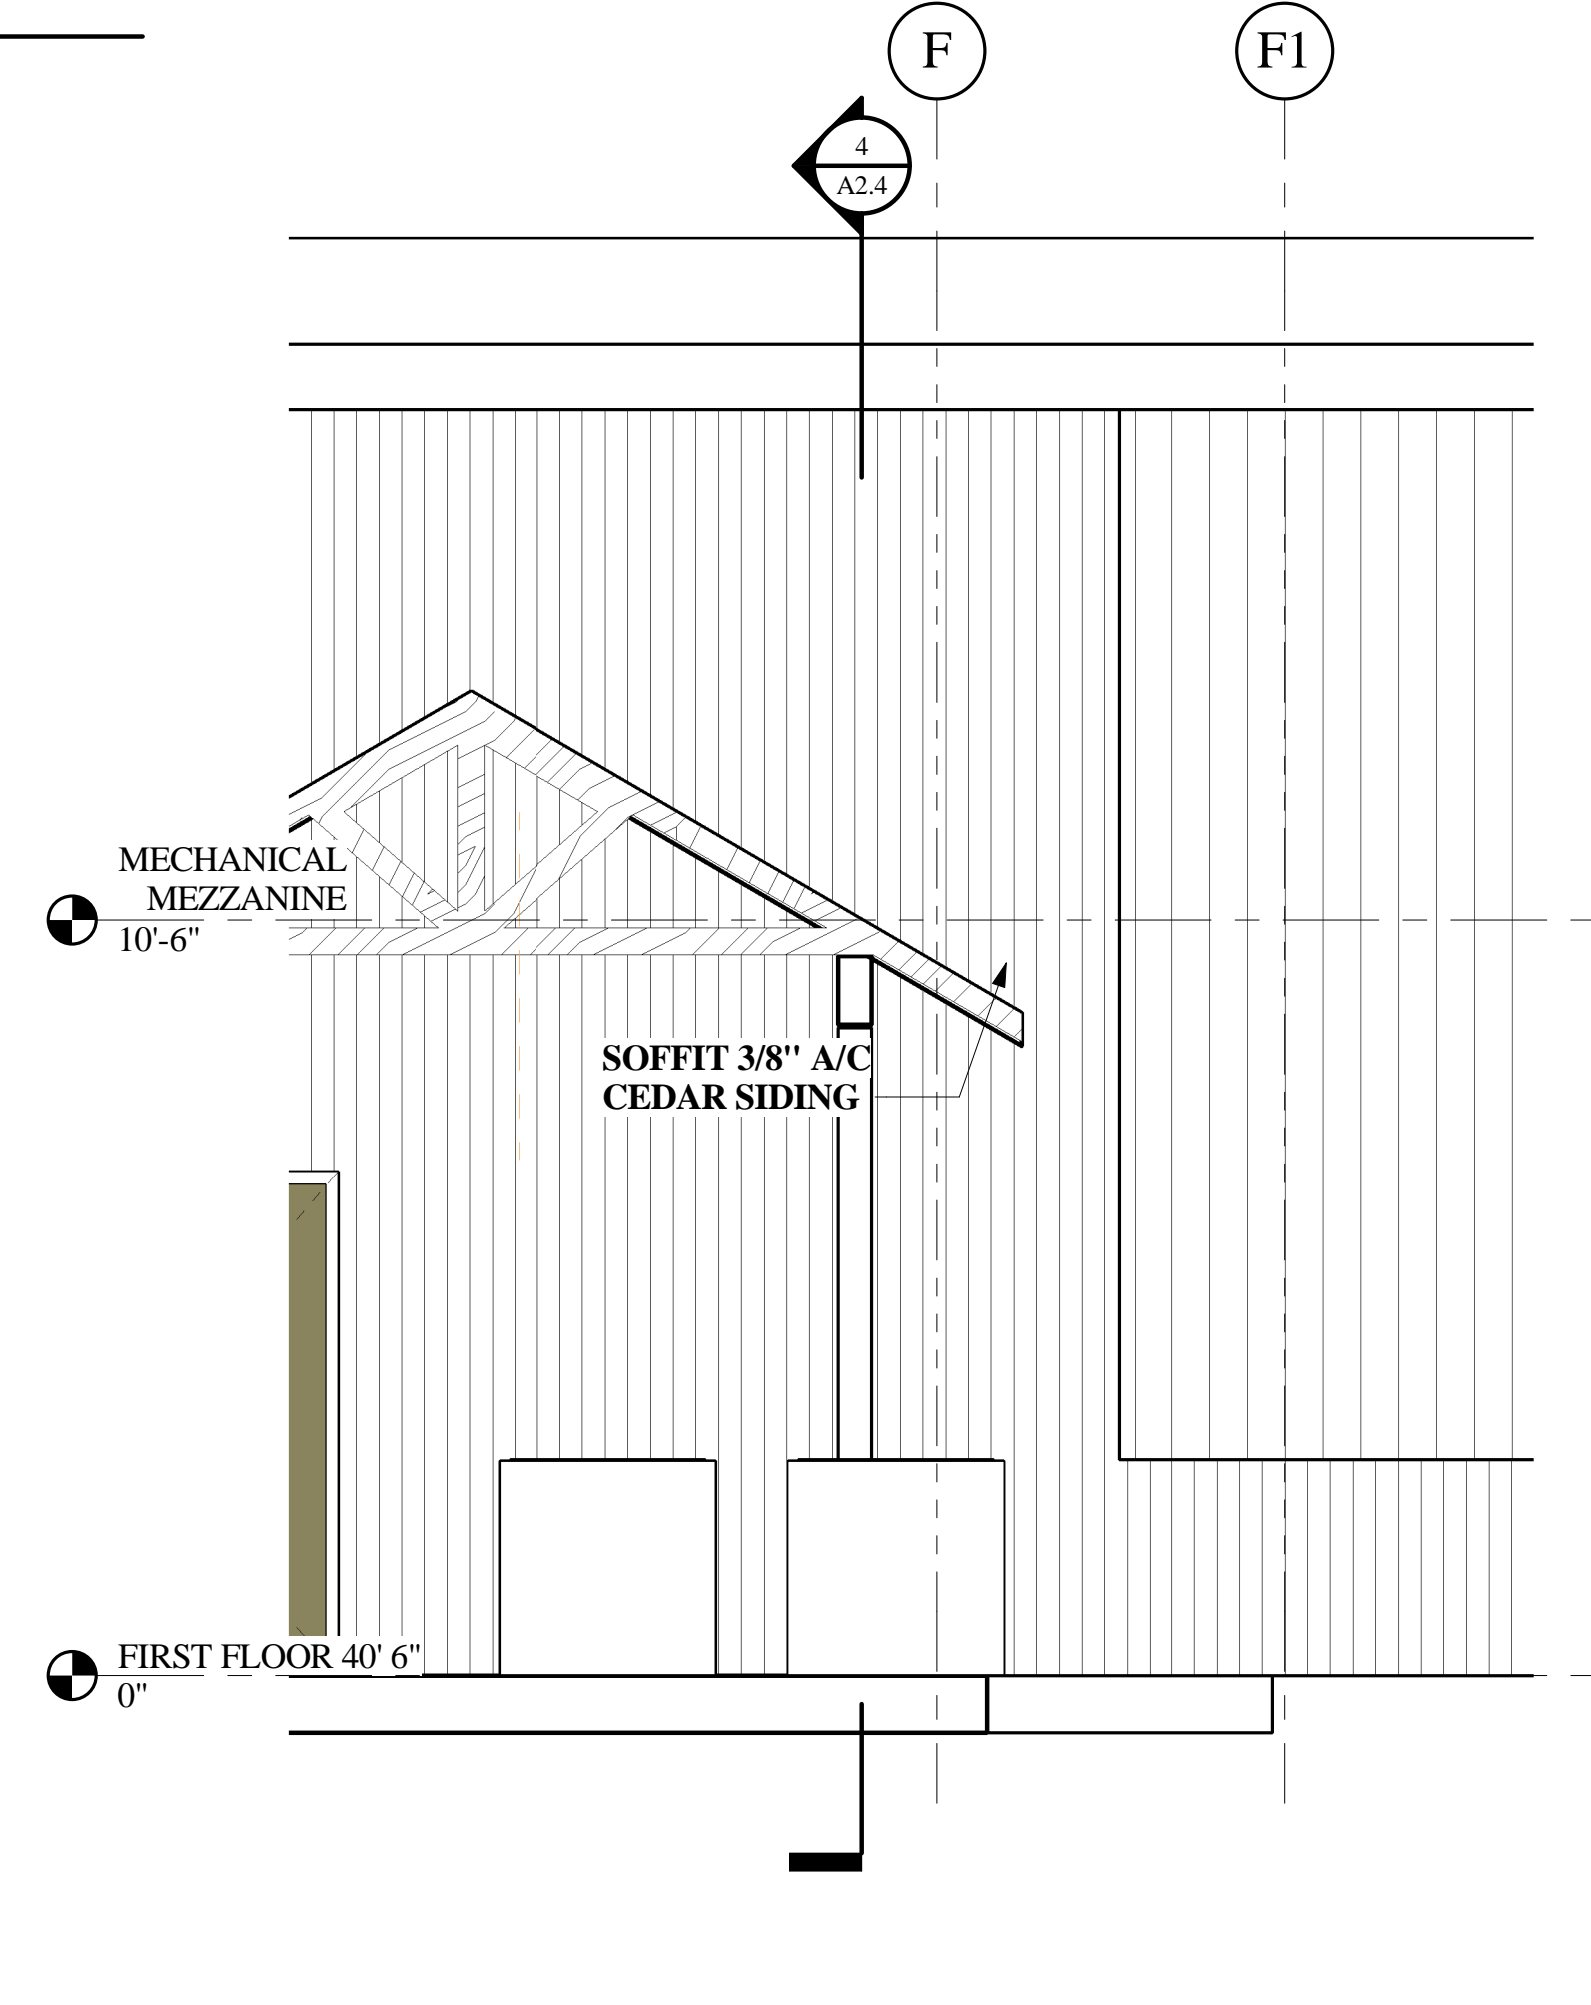 F
F1
4
A2.4
MECHANICAL
MEZZANINE
10'-6"
SOFFIT 3/8" A/C
CEDAR SIDING
FIRST FLOOR 40' 6"
0"